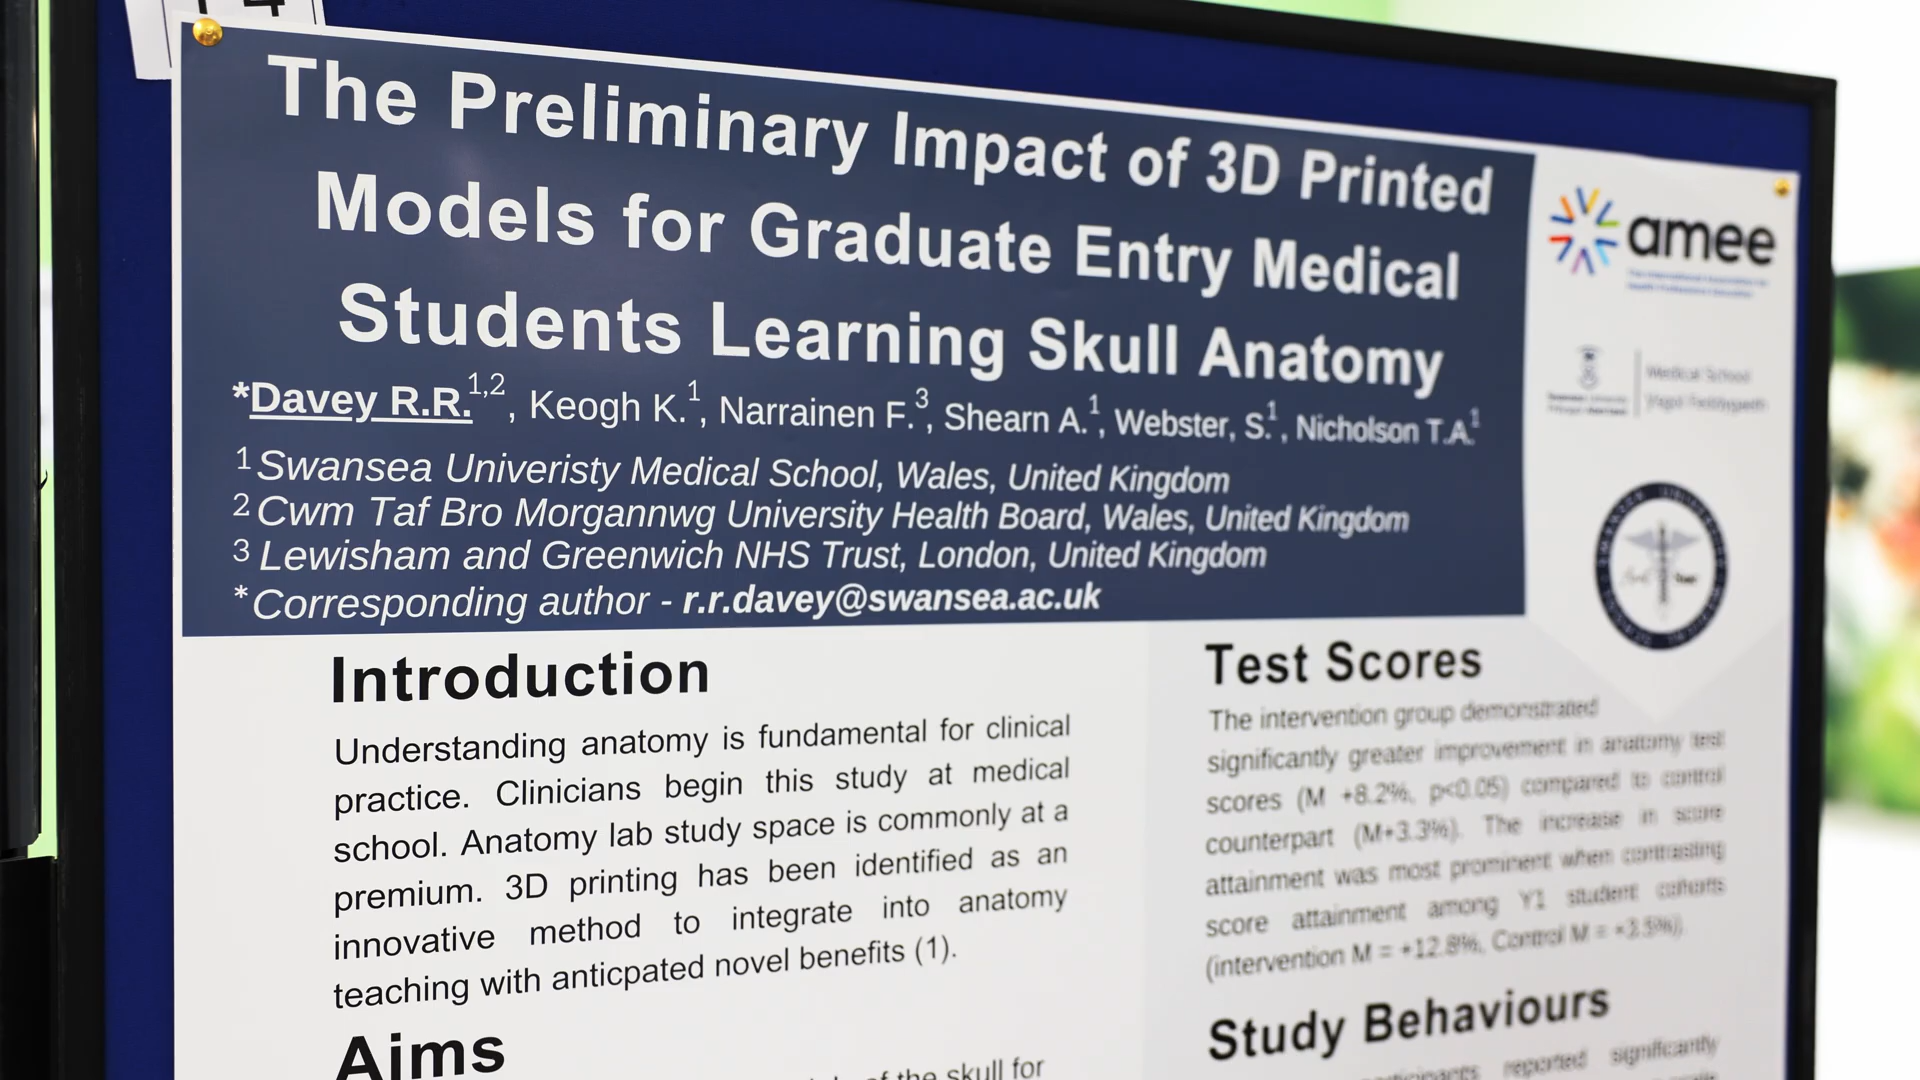 The Preliminary Impact of 3D Printed
Models for Graduate Entry Medical
Students Learning Skull Anatomy
*Davey R.R.1,2, Keogh K.1, Narrainen F.3, Shearn A.1, Webster, S.1, Nicholson T.A.1
1 Swansea Univeristy Medical School, Wales, United Kingdom
2 Cwm Taf Bro Morgannwg University Health Board, Wales, United Kingdom
3 Lewisham and Greenwich NHS Trust, London, United Kingdom
*Corresponding author - r.r.davey@swansea.ac.uk
amee
Medical School
Introduction
Understanding anatomy is fundamental for clinical
practice. Clinicians begin this study at medical
school. Anatomy lab study space is commonly at a
premium. 3D printing has been identified as an
innovative method to integrate into anatomy
teaching with anticpated novel benefits (1).
Aims
of the skull for
Test Scores
The intervention group demonstrated
significantly greater improvement in anatomy test
scores (M +8.2%, p<0.05) compared to control
counterpart (M+3.3%). The increase in score
attainment was most prominent when contrasting
score attainment among Y1 student cohorts
(intervention M = +12.8%, Control M =
Study Behaviours
reported significantly